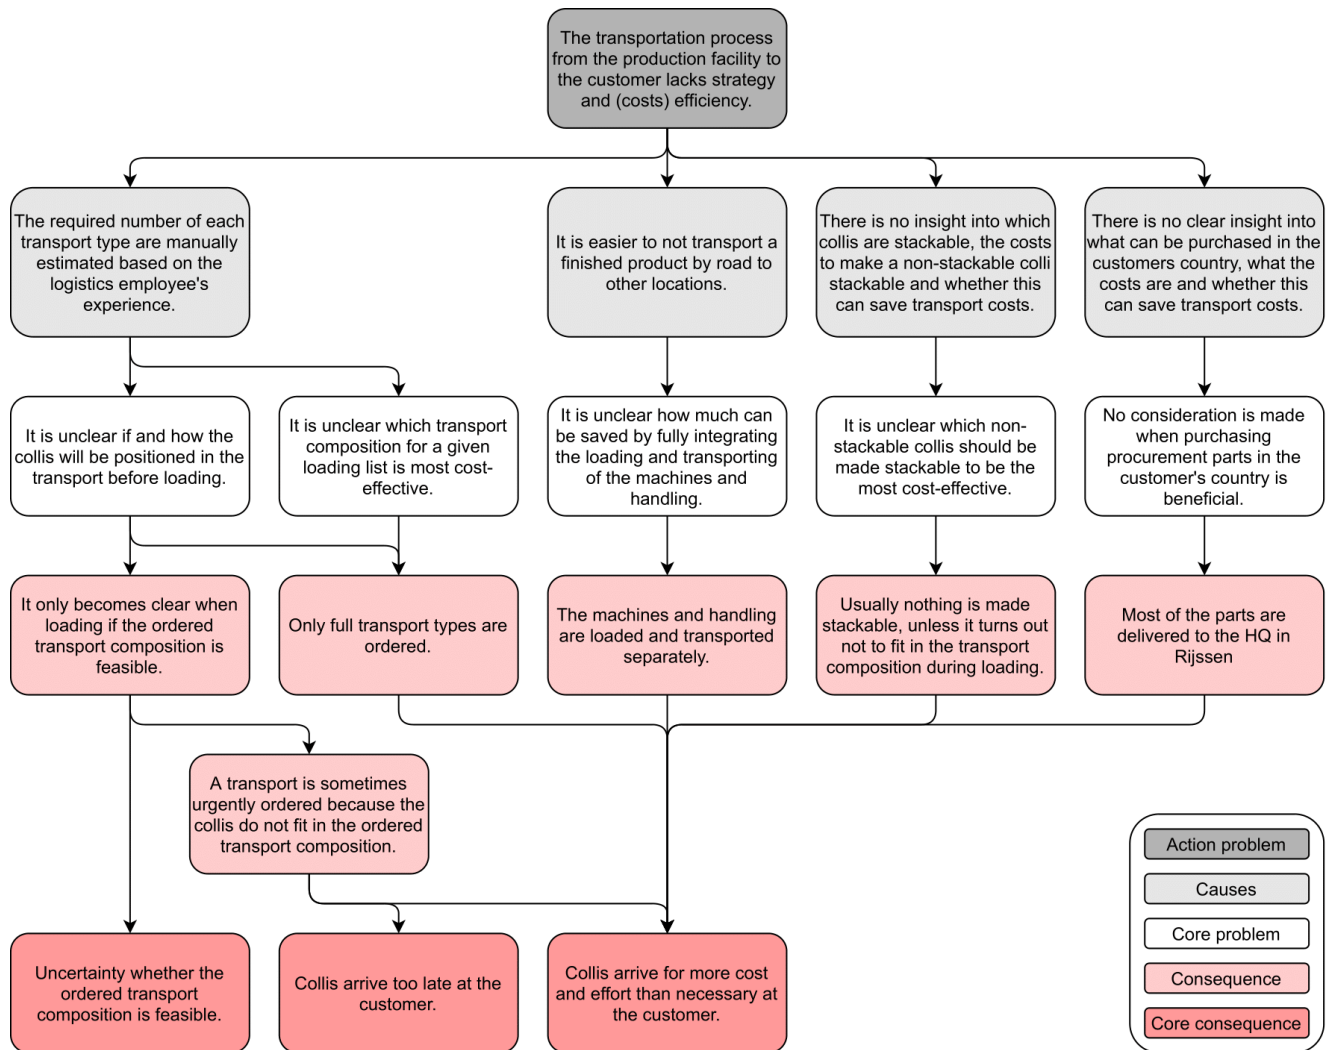 The transportation process
from the production facility to
the customer lacks strategy
and (costs) efficiency.
The required number of each
transport type are manually
estimated based on the
logistics employee's
experience.
It is easier to not transport a
finished product by road to
other locations.
There is no insight into which
collis are stackable, the costs
to make a non-stackable colli
stackable and whether this
can save transport costs.
There is no clear insight into
what can be purchased in the
customers country, what the
costs are and whether this
can save transport costs.
It is unclear if and how the
collis will be positioned in the
transport before loading.
It is unclear which transport
composition for a given
loading list is most cost-
effective.
It is unclear how much can
be saved by fully integrating
the loading and transporting
of the machines and
handling.
It is unclear which non-
stackable collis should be
made stackable to be the
most cost-effective.
No consideration is made
when purchasing
procurement parts in the
customer's country is
beneficial.
It only becomes clear when
loading if the ordered
transport composition is
feasible.
Only full transport types are
ordered.
The machines and handling
are loaded and transported
separately.
Usually nothing is made
stackable, unless it turns out
not to fit in the transport
composition during loading.
Most of the parts are
delivered to the HQ in
Rijssen
A transport is sometimes
urgently ordered because the
collis do not fit in the ordered
transport composition.
Uncertainty whether the
ordered transport
composition is feasible.
Collis arrive too late at the
customer.
Collis arrive for more cost
and effort than necessary at
the customer.
Action problem
Causes
Core problem
Consequence
Core consequence